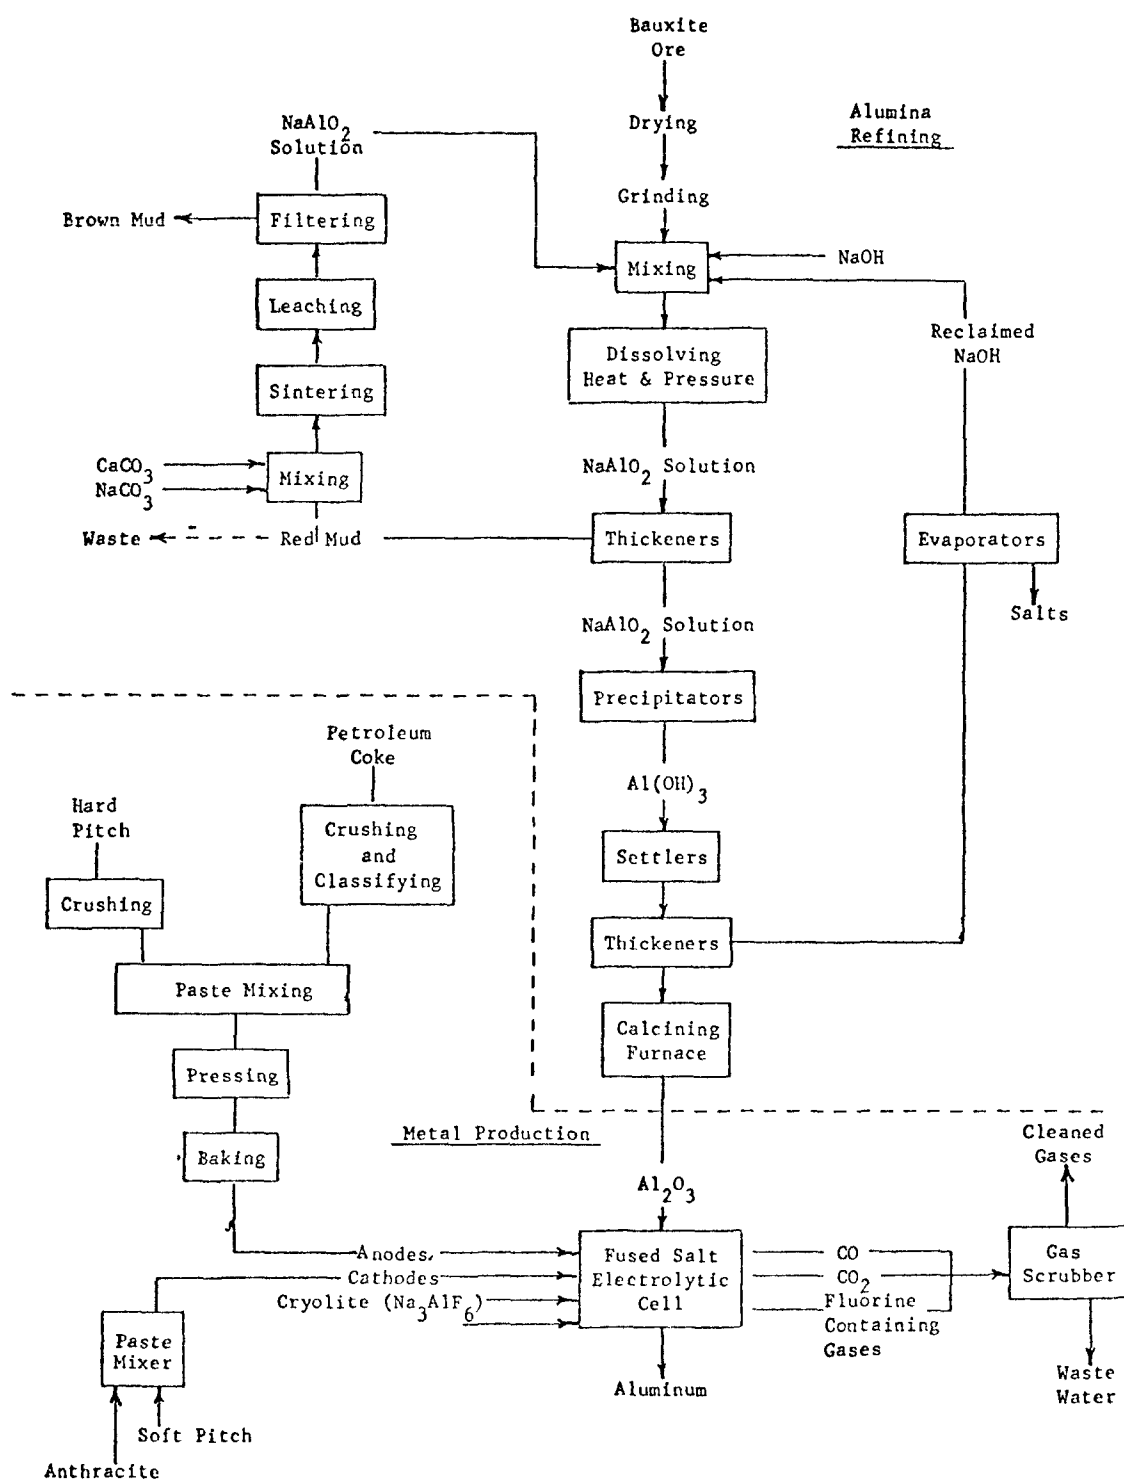 Bauxite
Ore
Alumina
Refining
Drying
Grinding
NaAlO2
Solution
Brown Mud
Filtering
Mixing
NaOH
Leaching
Reclaimed
NaOH
Dissolving
Heat & Pressure
Sintering
CaCO3
NaCO3
Mixing
NaAlO2 Solution
Waste
Red Mud
Thickeners
Evaporators
Salts
NaAlO2 Solution
Precipitators
Petroleum
Coke
Al(OH)3
Hard
Pitch
Crushing
and
Classifying
Settlers
Crushing
Thickeners
Paste Mixing
Calcining
Furnace
Pressing
Metal Production
Cleaned
Gases
Baking
Al2O3
Anodes
Cathodes
Cryolite (Na3AlF6)
Fused Salt
Electrolytic
Cell
CO
CO2
Fluorine
Containing
Gases
Gas
Scrubber
Paste
Mixer
Aluminum
Waste
Water
Soft Pitch
Anthracite